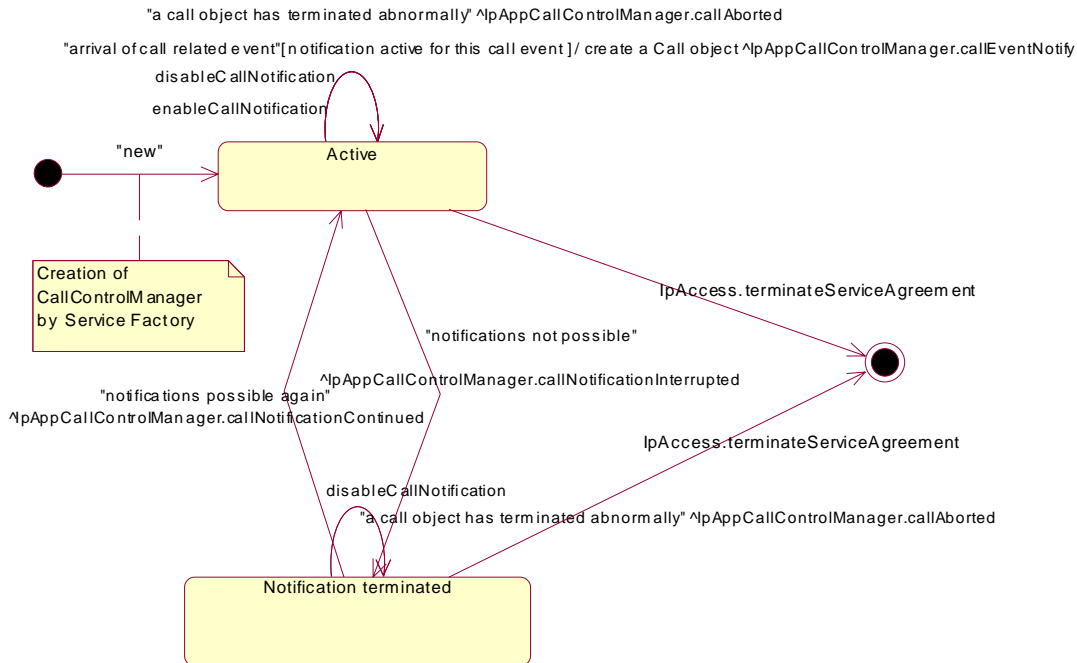 "a call object has terminated abnormally" ^IpAppCallControlManager.callAborted
"arrival of call related event"[ notification active for this call event ] / create a Call object ^IpAppCallControlManager.callEventNotify
disableCallNotification
enableCallNotification
"new"
Active
Creation of
CallControlManager
by Service Factory
IpAccess.terminateServiceAgreement
"notifications not possible"
^IpAppCallControlManager.callNotificationInterrupted
"notifications possible again"
^IpAppCallControlManager.callNotificationContinued
IpAccess.terminateServiceAgreement
disableCallNotification
"a call object has terminated abnormally" ^IpAppCallControlManager.callAborted
Notification terminated